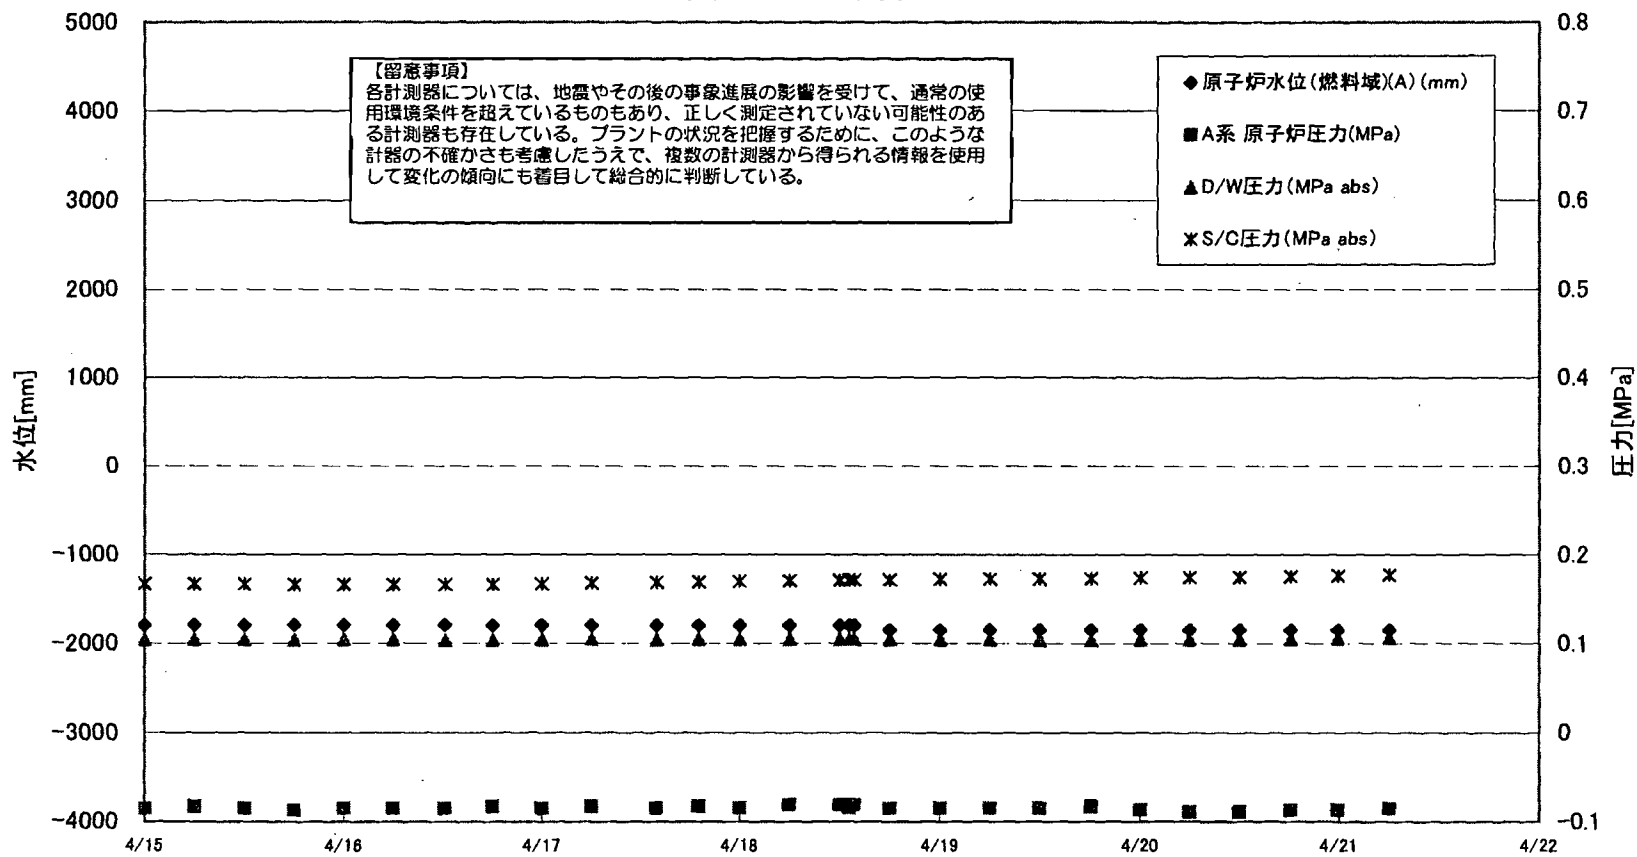 5000
4000
3000
2000
1000
0
-1000
-2000
-3000
-4000
水位[mm]
【留意事項】
各計測器については、地震やその後の事象進展の影響を受けて、通常の使
用環境条件を超えているものもあり、正しく測定されていない可能性のあ
る計測器も存在している。プラントの状況を把握するために、このような
計器の不確かさも考慮したうえで、複数の計測器から得られる情報を使用
して変化の傾向にも着目して総合的に判断している。
◆原子炉水位(燃料域)(A)(mm)
■A系 原子炉圧力(MPa)
▲D/W圧力(MPa abs)
S/C圧力(MPa abs)
0.8
0.7
0.6
0.5
0.4
0.3
0.2
0.1
0
-0.1
圧力[MPa]
4/15 4/16 4/17 4/18 4/19 4/20 4/21 4/22